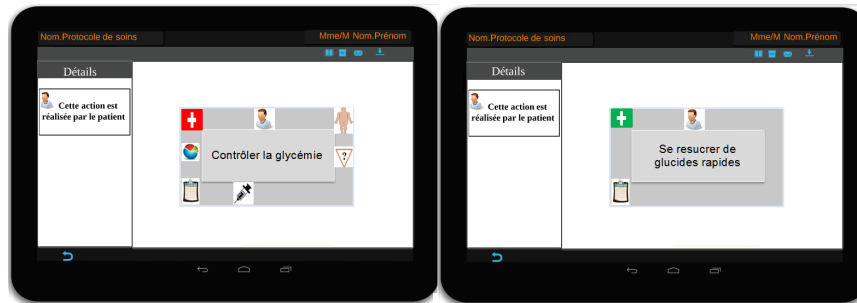 Nom.Protocole de soins
Mme/M Nom.Prénom
Détails
Cette action est
réalisée par le patient
Contrôler la glycémie
?
Nom.Protocole de soins
Mme/M Nom.Prénom
Détails
Cette action est
réalisée par le patient
Se resucrer de
glucides rapides